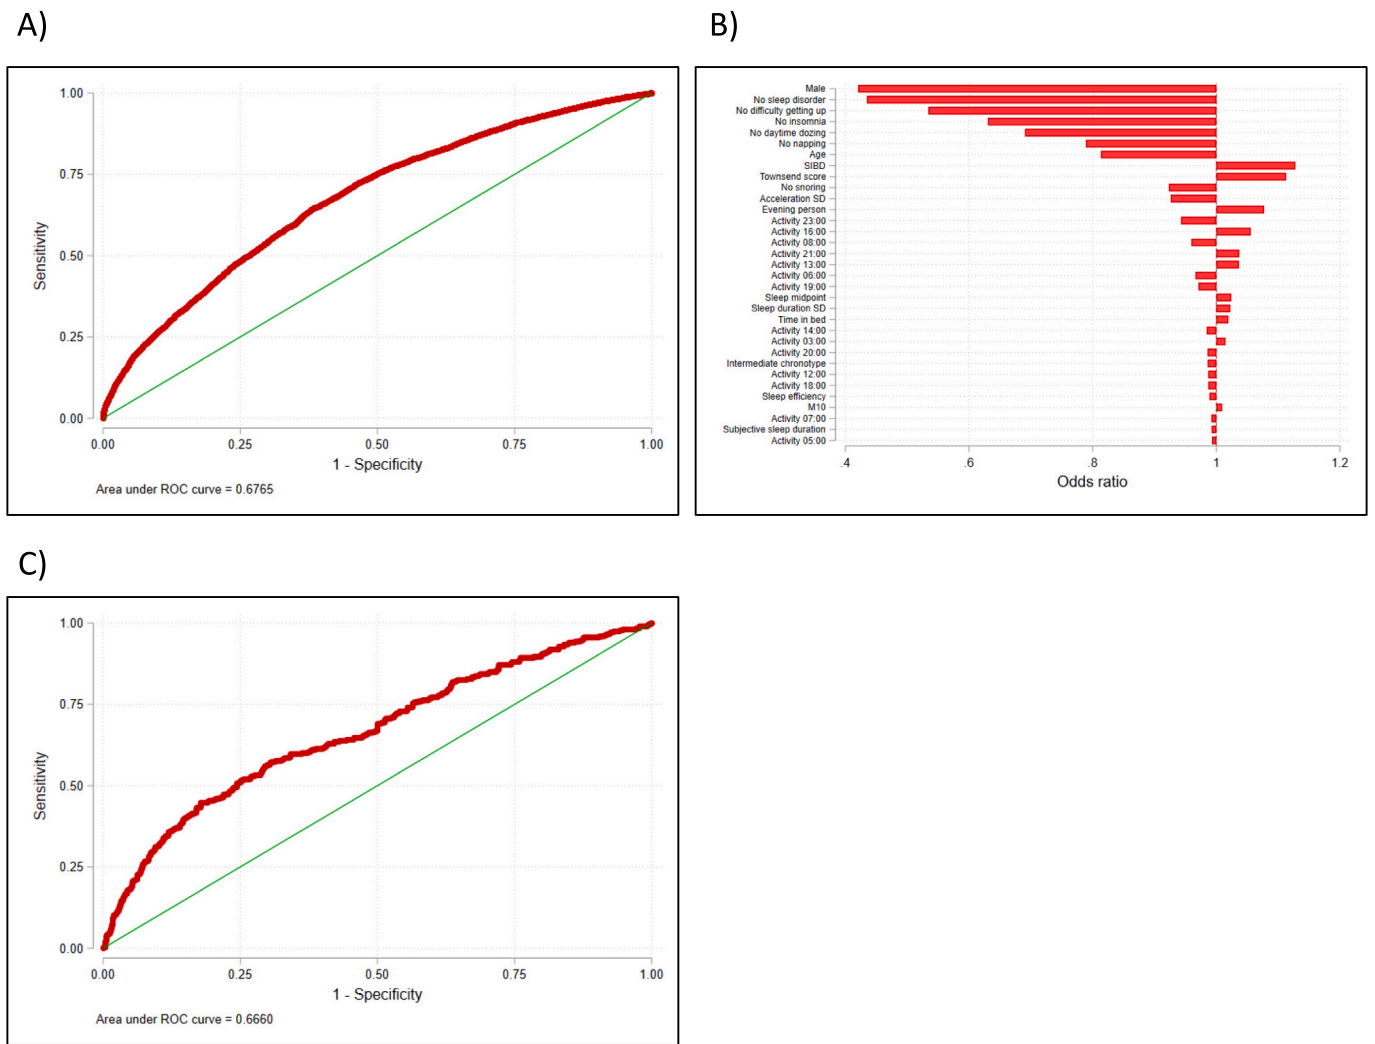 A)
1.00
0.75
0.50
0.25
0.00
Sensitivity
0.00 0.25 0.50 0.75 1.00
1 - Specificity
Area under ROC curve = 0.6765
B)
Male
No sleep disorder
No difficulty getting up
No insomnia
No daytime dozing
No napping
Age
SIBD
Townsend score
No snoring
Acceleration SD
Evening person
Activity 23:00
Activity 16:00
Activity 08:00
Activity 21:00
Activity 13:00
Activity 06:00
Activity 19:00
Sleep midpoint
Sleep duration SD
Time in bed
Activity 14:00
Activity 03:00
Activity 20:00
Intermediate chronotype
Activity 12:00
Activity 18:00
Sleep efficiency
M10
Activity 07:00
Subjective sleep duration
Activity 05:00
.4 .6 .8 1 1.2
Odds ratio
C)
1.00
0.75
0.50
0.25
0.00
Sensitivity
0.00 0.25 0.50 0.75 1.00
1 - Specificity
Area under ROC curve = 0.6660